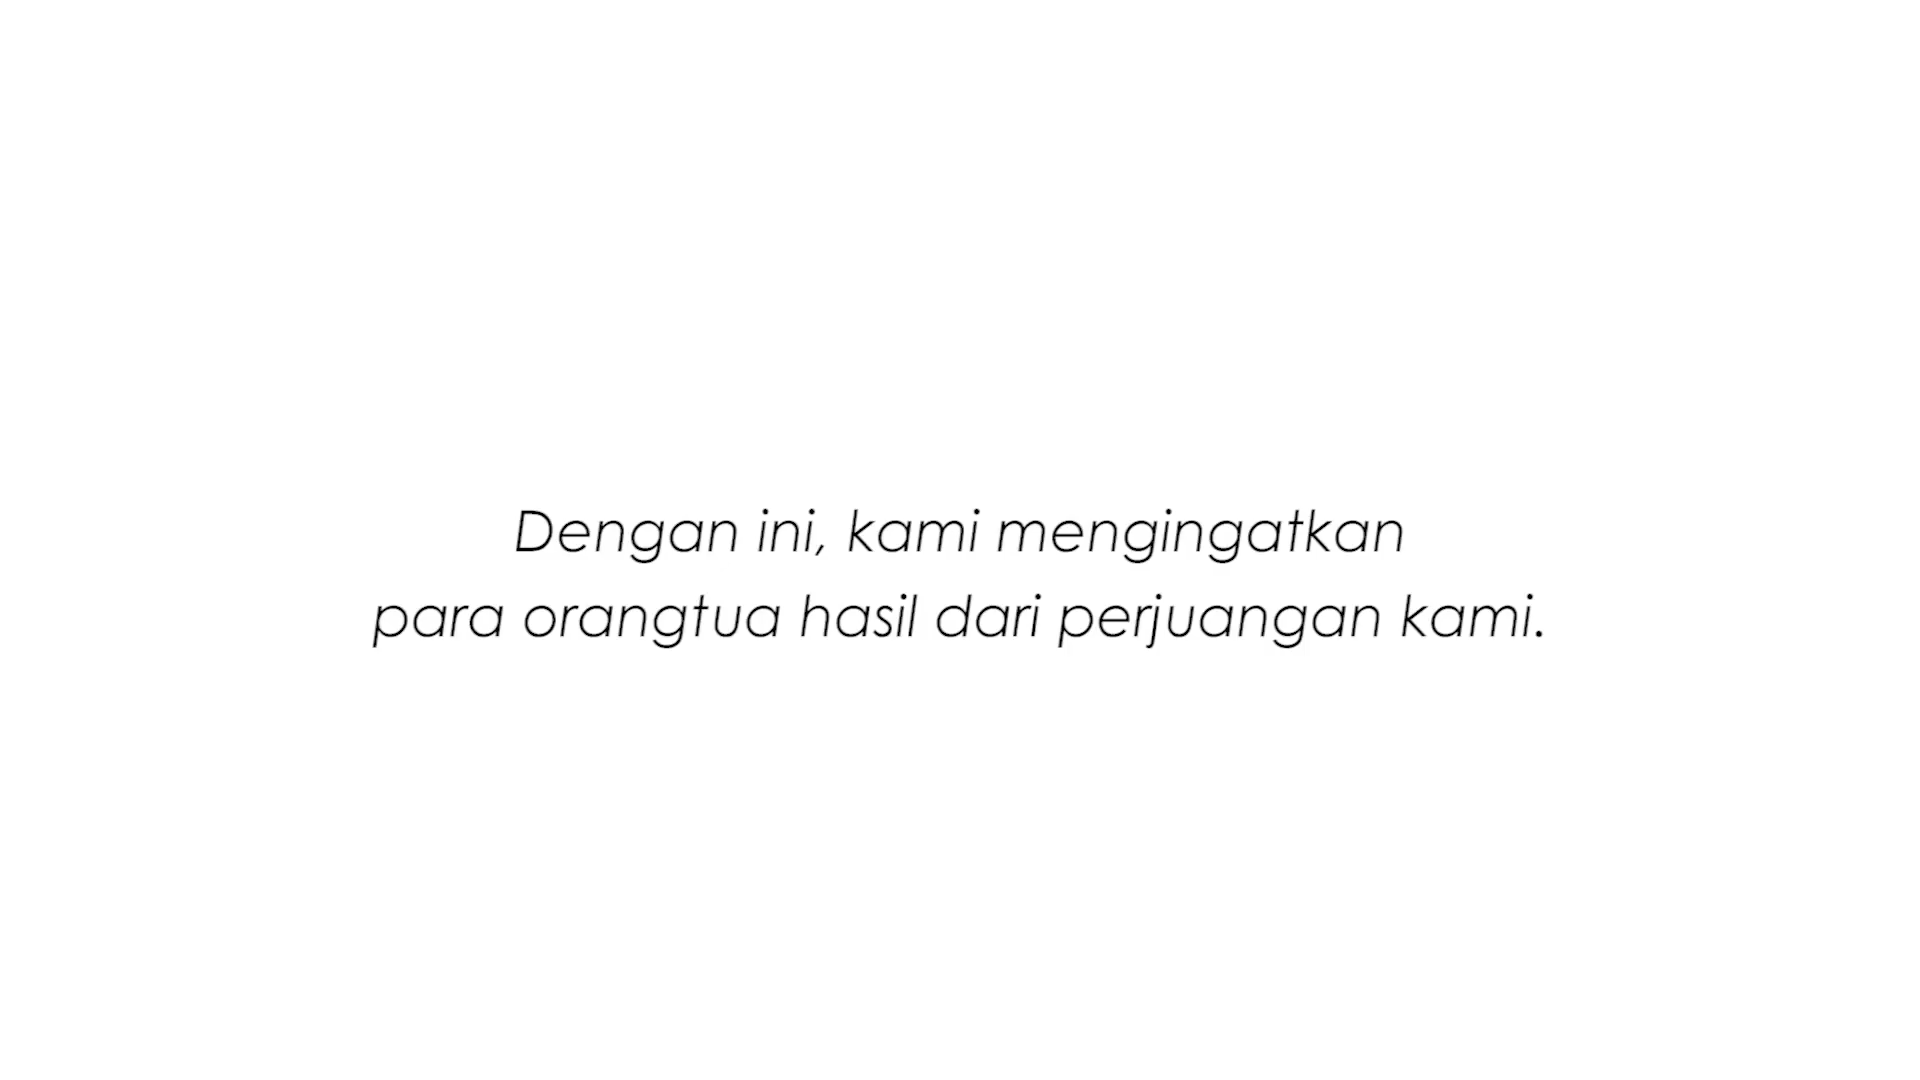 Dengan ini, kami mengingatkan
para orangtua hasil dari perjuangan kami.